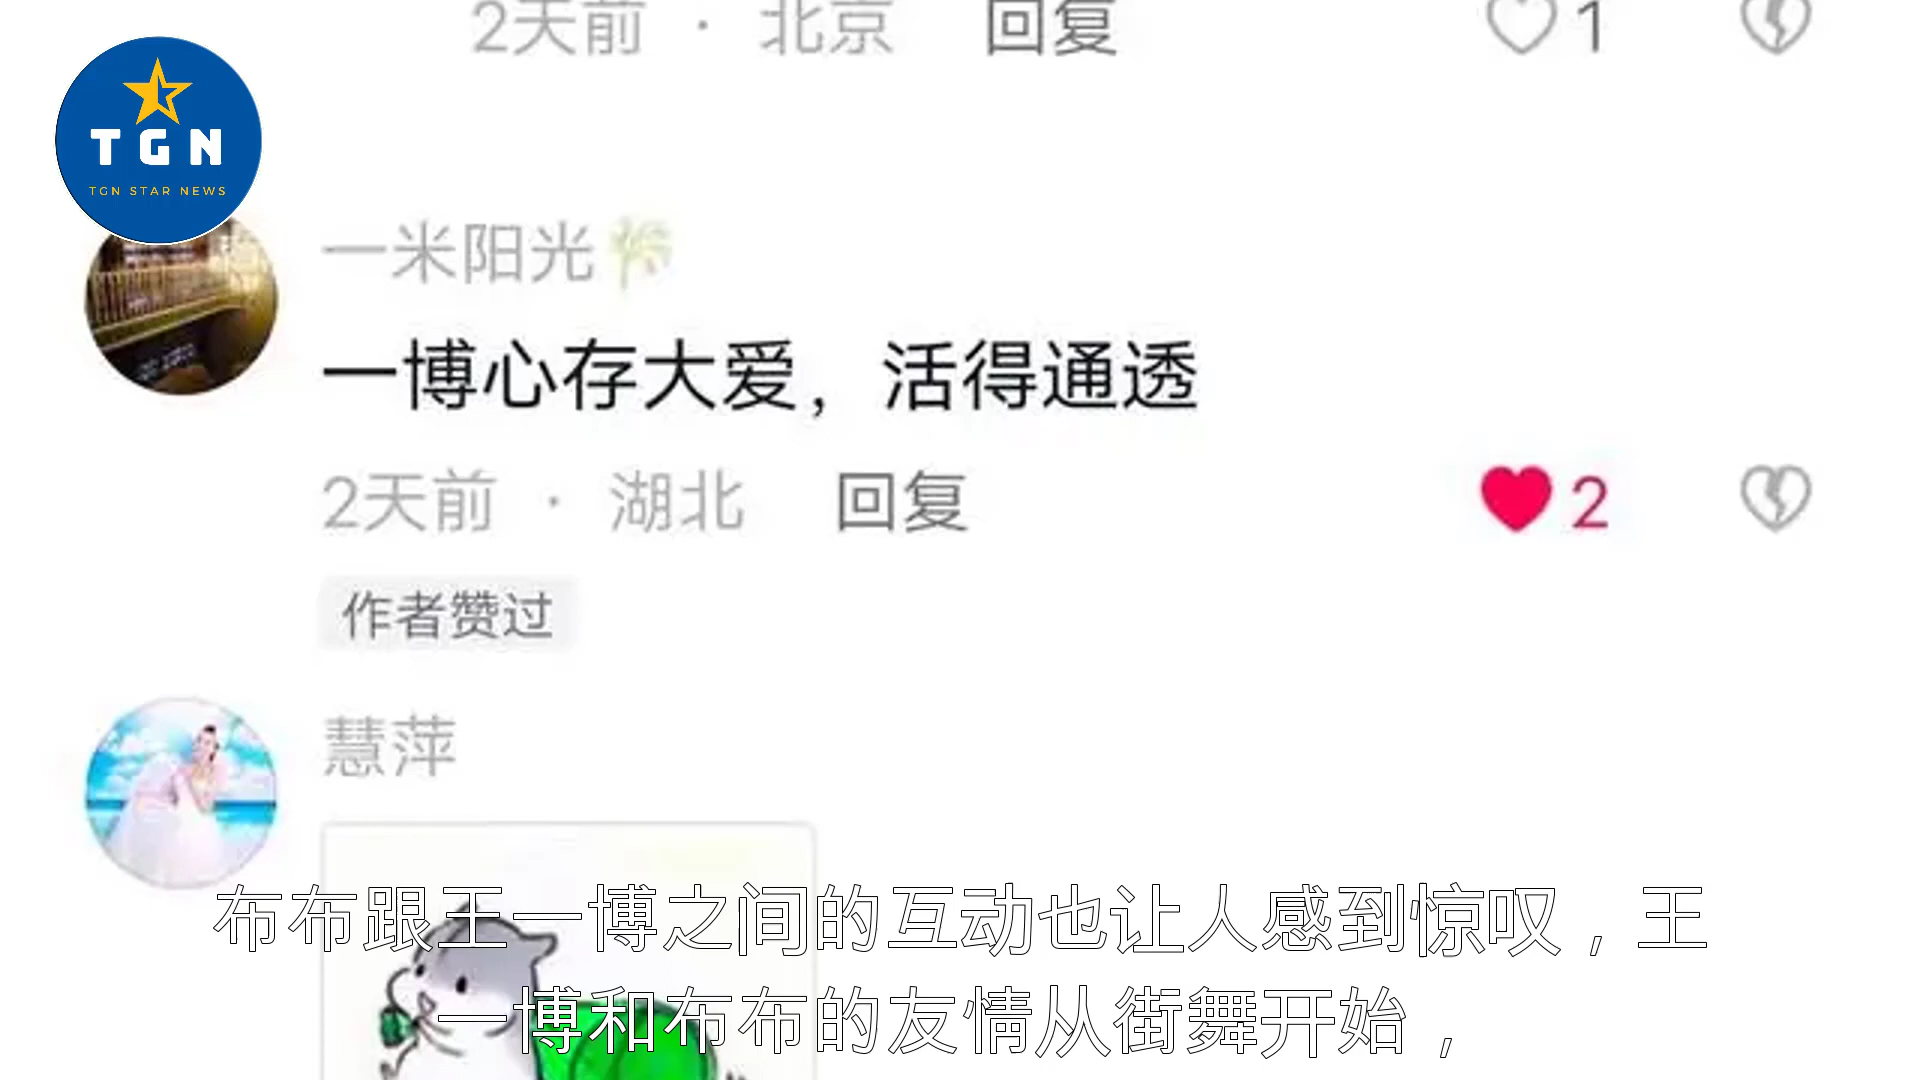 2天前 · 北京 回复 1
TGN
TGN STAR NEWS
一米阳光
一博心存大爱，活得通透
2天前 · 湖北 回复 2
作者赞过
慧萍
布布跟王一博之间的互动也让人感到惊叹，王
一博和布布的友情从街舞开始，